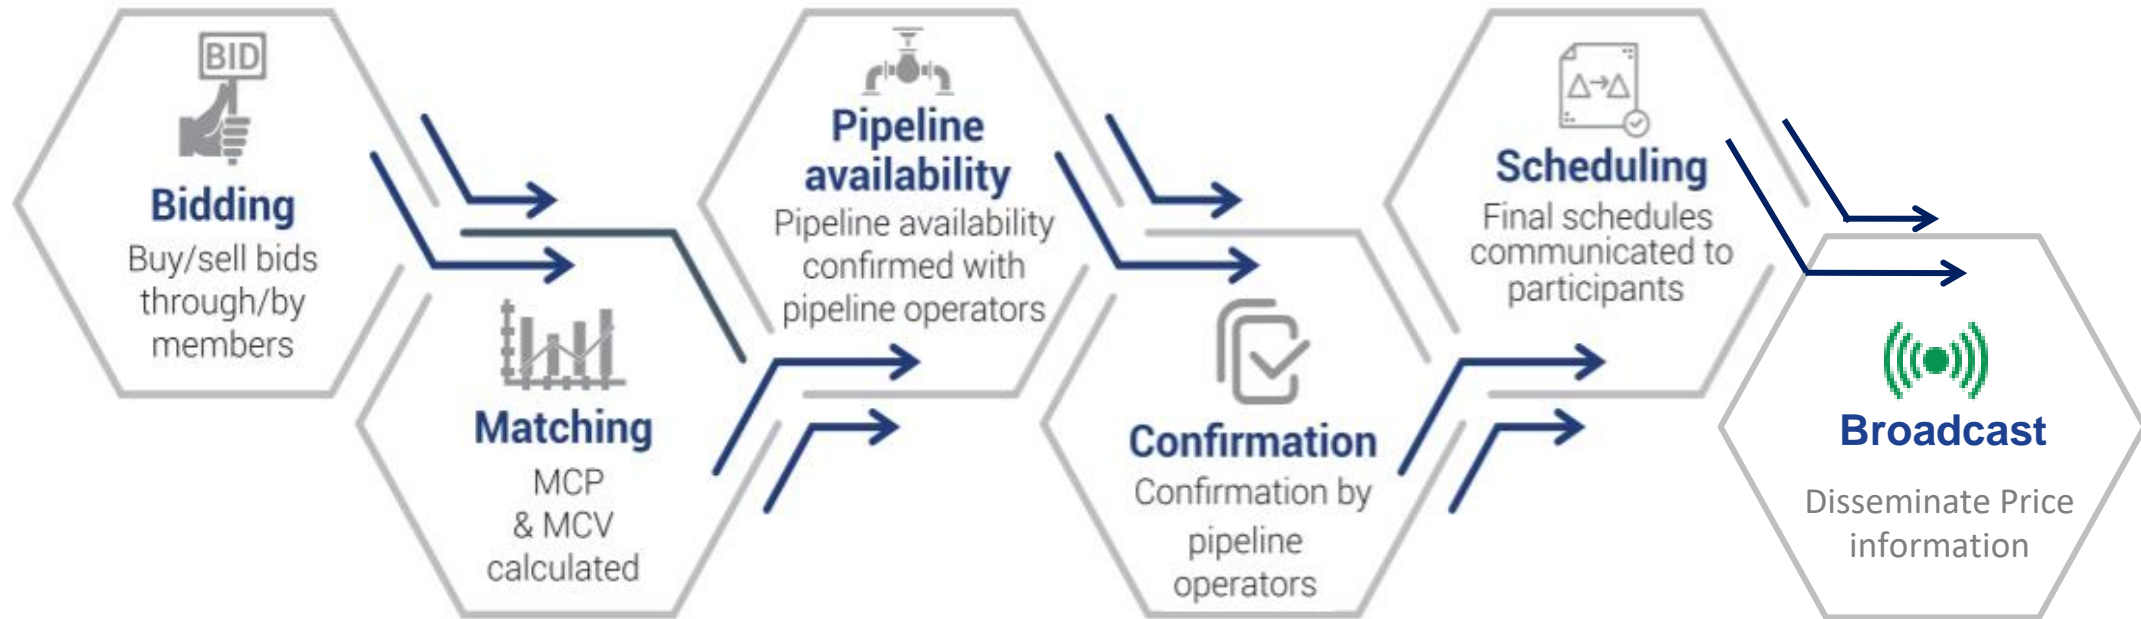 BID
Bidding
Buy/sell bids
through/by
members
Matching
MCP
& MCV
calculated
Pipeline
availability
Pipeline availability
confirmed with
pipeline operators
Confirmation
Confirmation by
pipeline
operators
Scheduling
Final schedules
communicated to
participants
Broadcast
Disseminate Price
information